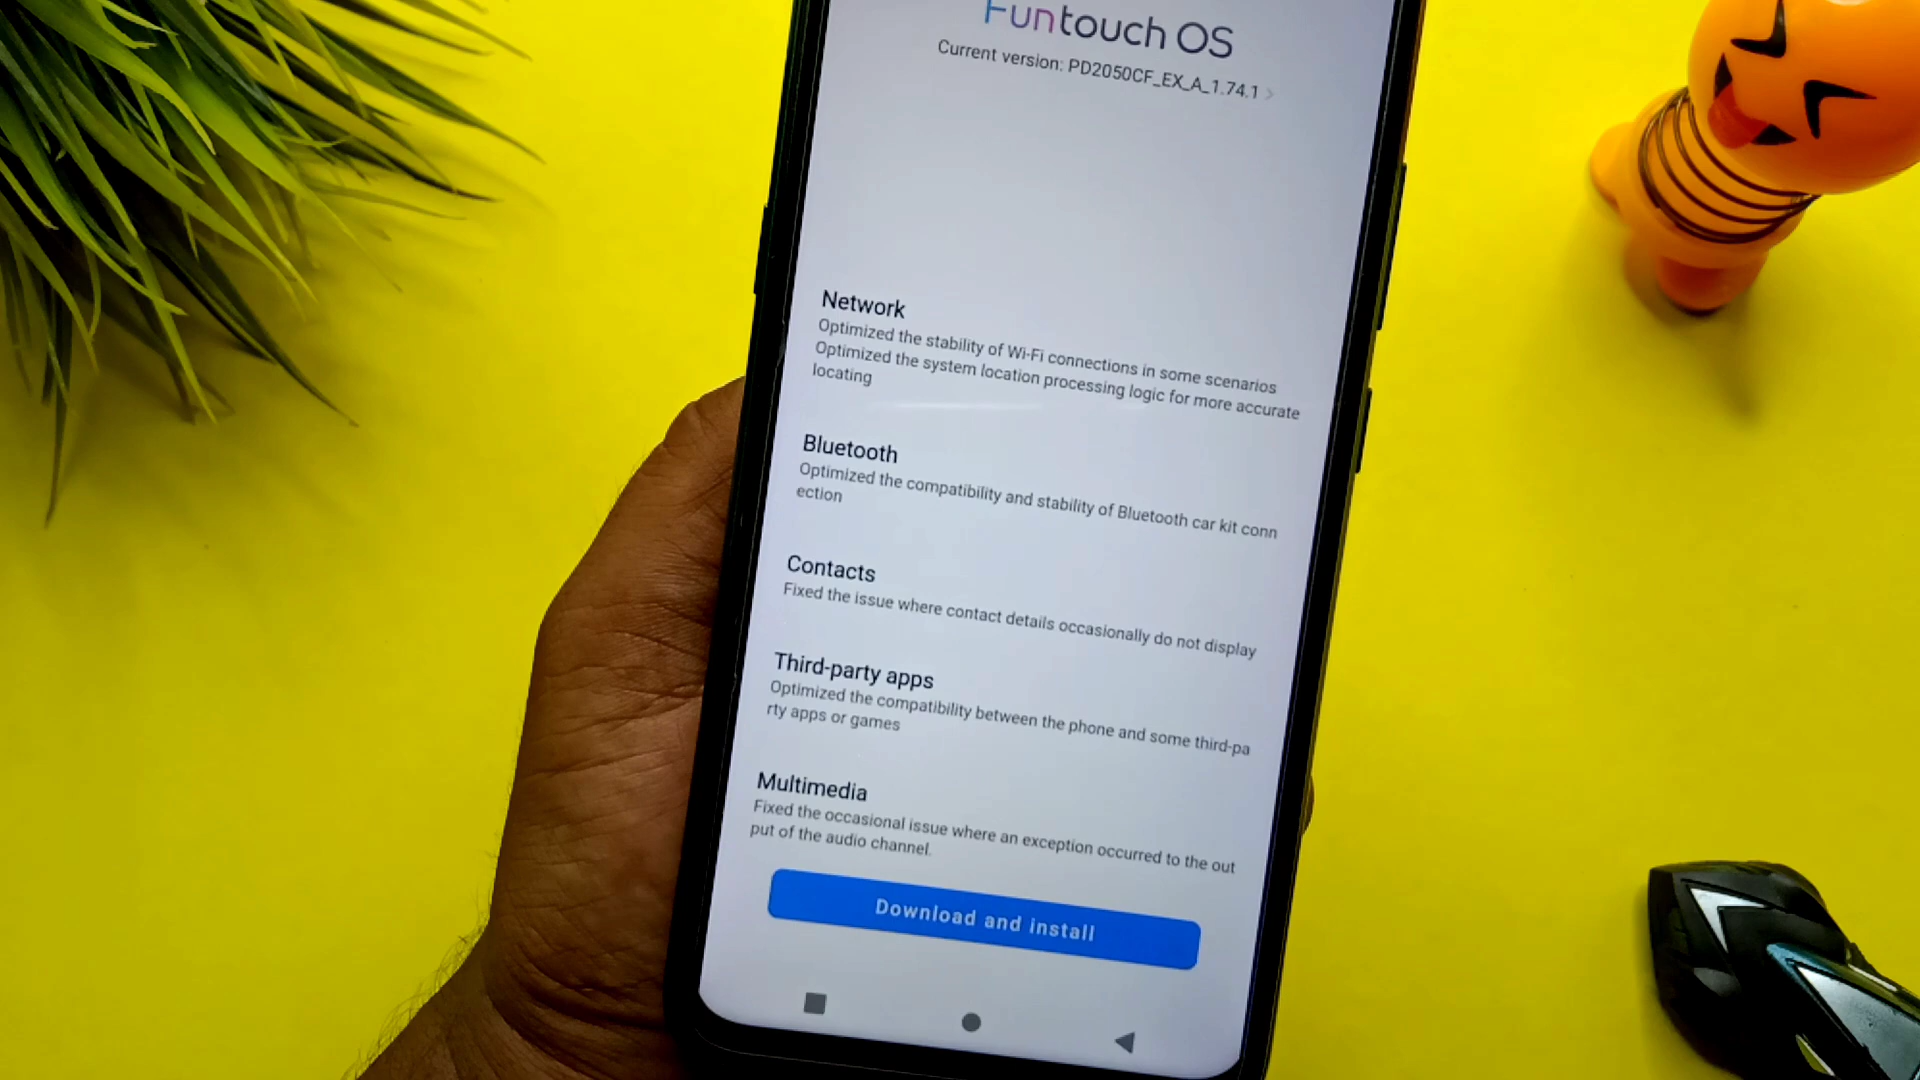 Funtouch OS
Current version: PD2050CF_EX_A_1.74.1 >
Network
Optimized the stability of Wi-Fi connections in some scenarios
Optimized the system location processing logic for more accurate
locating
Bluetooth
Optimized the compatibility and stability of Bluetooth car kit conn
ection
Contacts
Fixed the issue where contact details occasionally do not display
Third-party apps
Optimized the compatibility between the phone and some third-pa
rty apps or games
Multimedia
Fixed the occasional issue where an exception occurred to the out
put of the audio channel.
Download and install